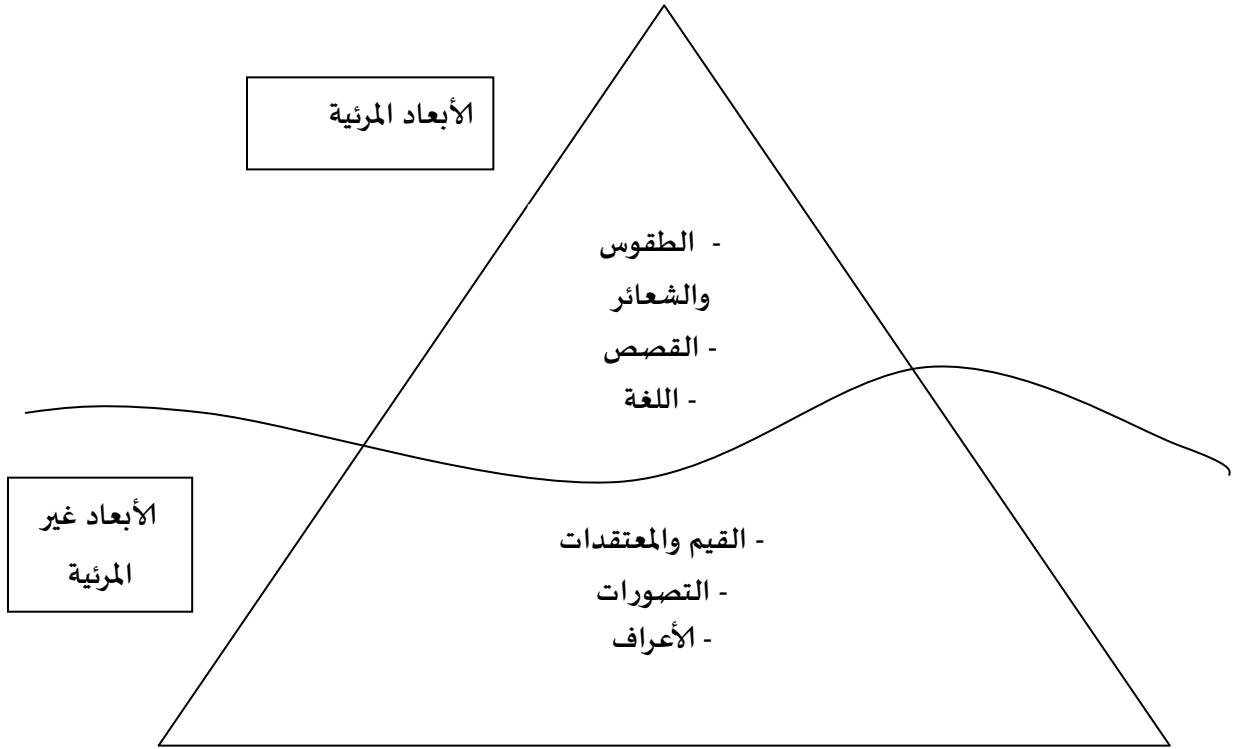 الأبعاد المرئية
- الطقوس
والشعائر
- القصص
- اللغة
الأبعاد غير
المرئية
- القيم والمعتقدات
- التصورات
- الأعراف